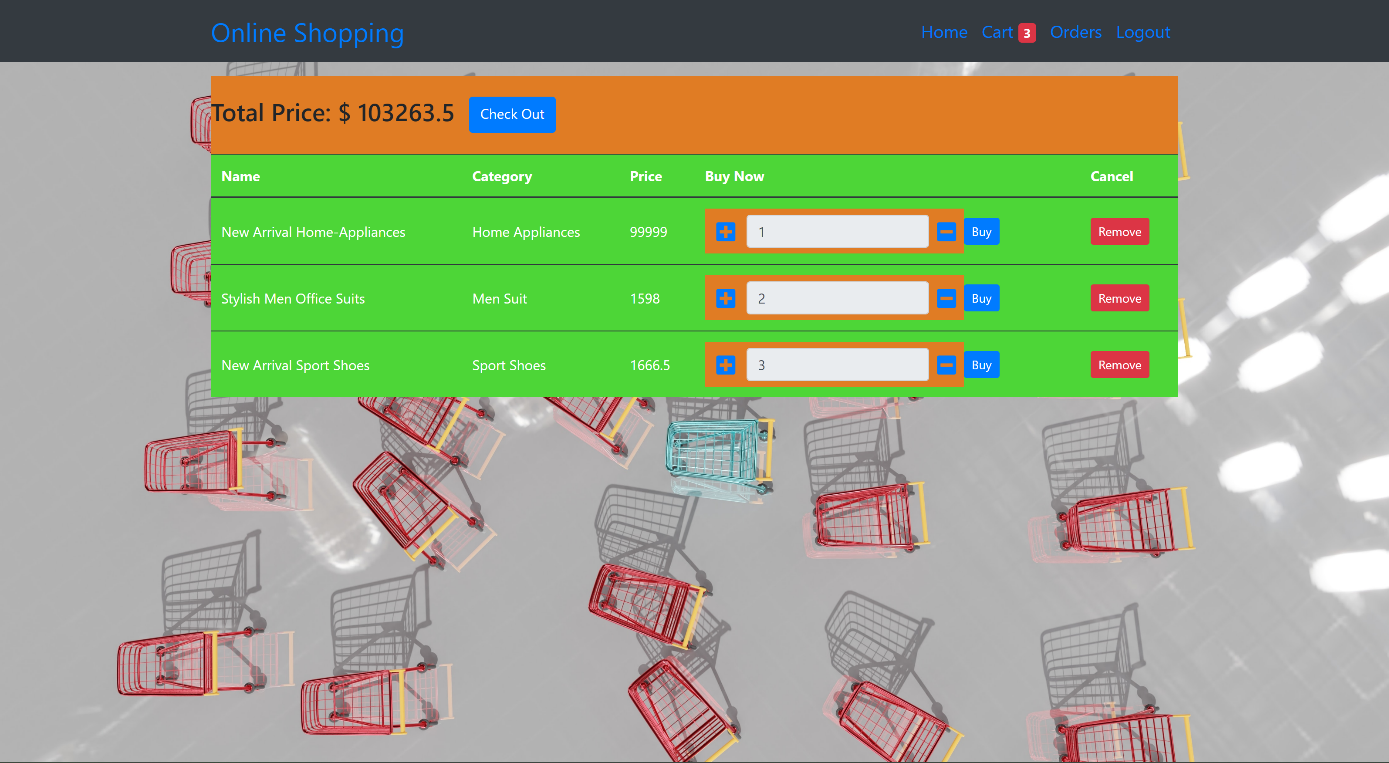 Online Shopping Home Cart 3 Orders Logout
Total Price: $ 103263.5 Check Out
Name Category Price Buy Now Cancel
New Arrival Home-Appliances Home Appliances 99999 1 Buy Remove
Stylish Men Office Suits Men Suit 1598 2 Buy Remove
New Arrival Sport Shoes Sport Shoes 1666.5 3 Buy Remove